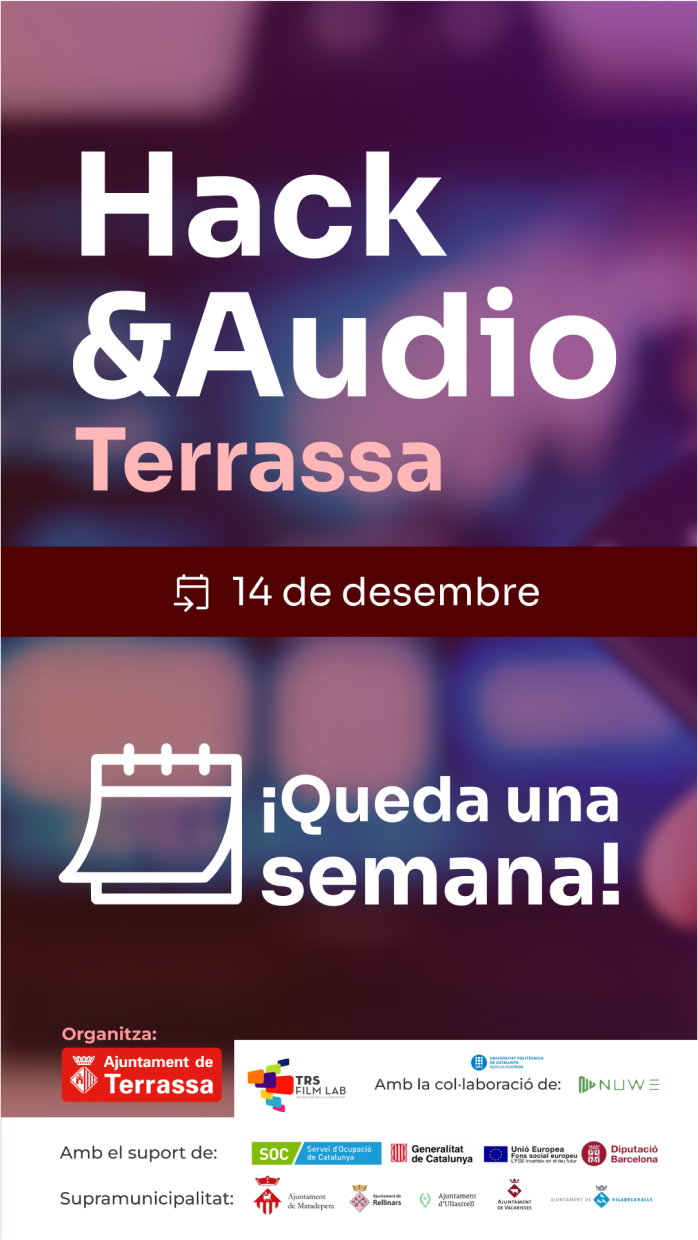 Hack
&Audio
Terrassa
14 de desembre
¡Queda una
semana!
Organitza:
Ajuntament de
Terrassa
TRS
FILM LAB
UNIVERSITAT POLITÈCNICA
DE CATALUNYA
BARCELONATECH
Amb la col·laboració de:
NUWE
Amb el suport de:
SOC
Servei d'Ocupació
de Catalunya
Generalitat
de Catalunya
Unió Europea
Fons social europeu
L'FSE inverteix en el teu futur
Diputació
Barcelona
Supramunicipalitat:
Ajuntament
de Matadepera
Ajuntament de
Rellinars
Ajuntament
d'Ullastrell
AJUNTAMENT
DE VACARISSES
AJUNTAMENT DE
VILADECAVALLS